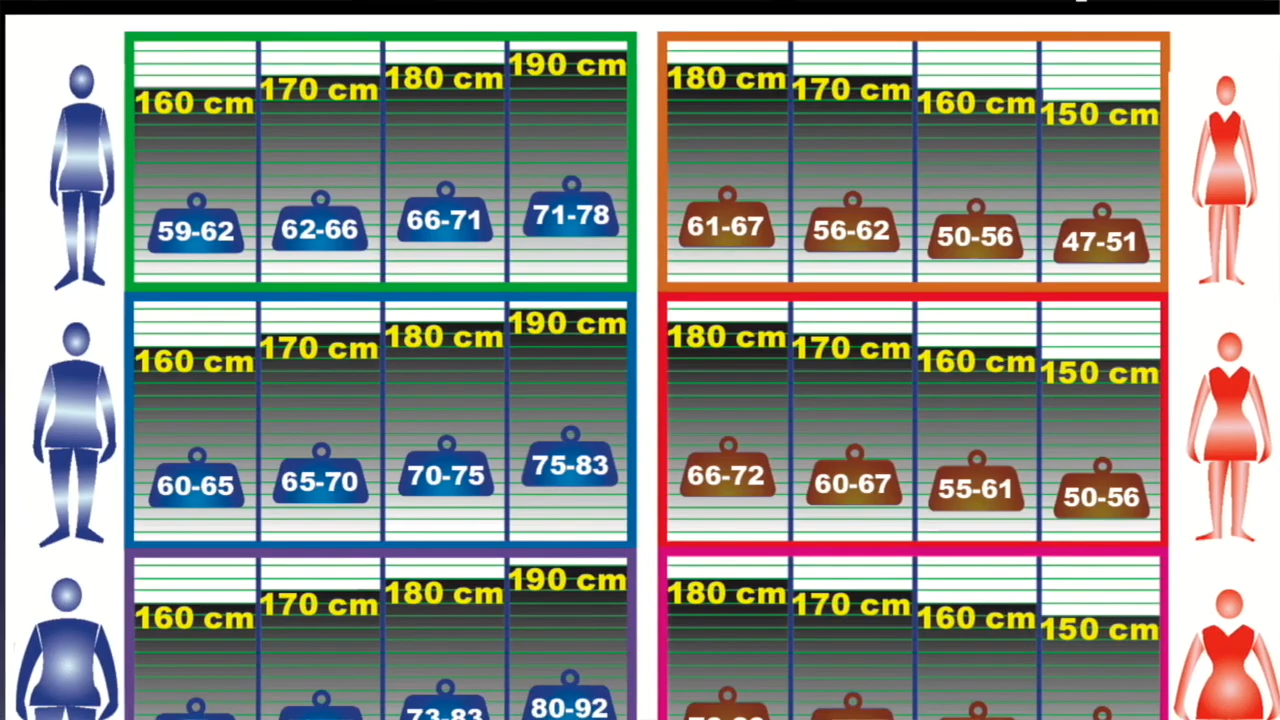 160 cm 170 cm 180 cm 190 cm
180 cm 170 cm 160 cm 150 cm
59-62 62-66 66-71 71-78
61-67 56-62 50-56 47-51
160 cm 170 cm 180 cm 190 cm
180 cm 170 cm 160 cm 150 cm
60-65 65-70 70-75 75-83
66-72 60-67 55-61 50-56
160 cm 170 cm 180 cm 190 cm
180 cm 170 cm 160 cm 150 cm
73-83 80-92